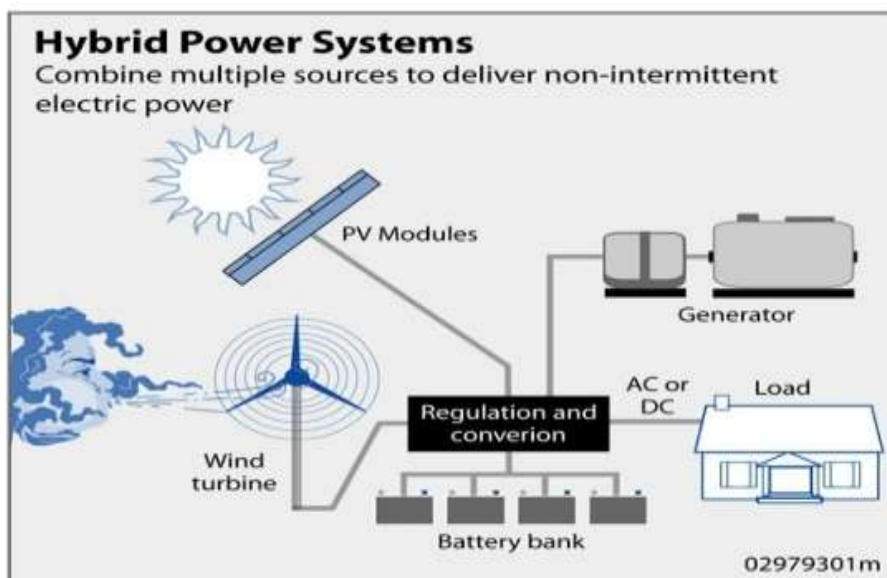 Hybrid Power Systems
Combine multiple sources to deliver non-intermittent
electric power
PV Modules
Generator
AC or
DC
Load
Regulation and
converion
Wind
turbine
Battery bank
02979301m